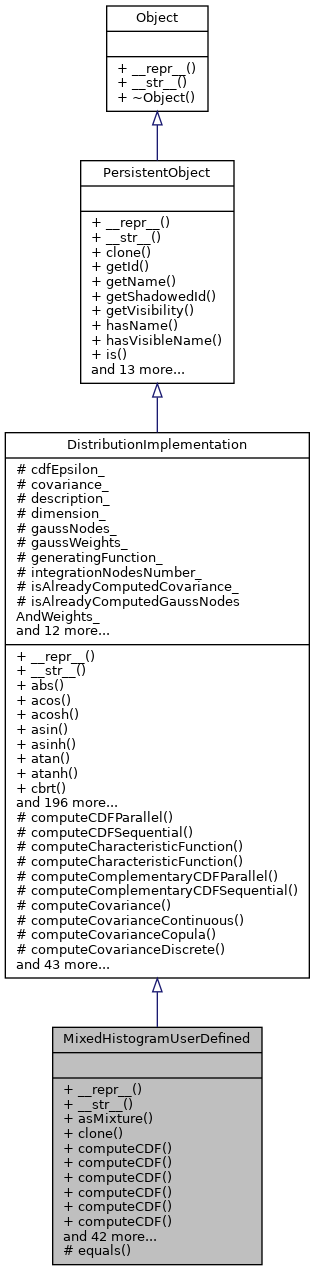 Object
+ __repr__()
+ __str__()
+ ~Object()
PersistentObject
+ __repr__()
+ __str__()
+ clone()
+ getId()
+ getName()
+ getShadowedId()
+ getVisibility()
+ hasName()
+ hasVisibleName()
+ is()
and 13 more...
DistributionImplementation
# cdfEpsilon_
# covariance_
# description_
# dimension_
# gaussNodes_
# gaussWeights_
# generatingFunction_
# integrationNodesNumber_
# isAlreadyComputedCovariance_
# isAlreadyComputedGaussNodes
AndWeights_
and 12 more...
+ __repr__()
+ __str__()
+ abs()
+ acos()
+ acosh()
+ asin()
+ asinh()
+ atan()
+ atanh()
+ cbrt()
and 196 more...
# computeCDFParallel()
# computeCDFSequential()
# computeCharacteristicFunction()
# computeCharacteristicFunction()
# computeComplementaryCDFParallel()
# computeComplementaryCDFSequential()
# computeCovariance()
# computeCovarianceContinuous()
# computeCovarianceCopula()
# computeCovarianceDiscrete()
and 43 more...
MixedHistogramUserDefined
+ __repr__()
+ __str__()
+ asMixture()
+ clone()
+ computeCDF()
+ computeCDF()
+ computeCDF()
+ computeCDF()
+ computeCDF()
+ computeCDF()
and 42 more...
# equals()